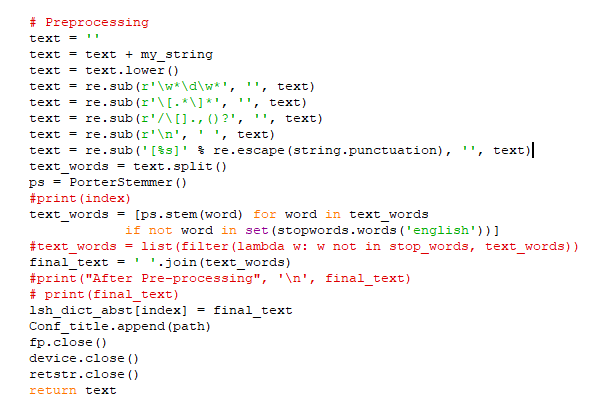 # Preprocessing
text = ''
text = text + my_string
text = text.lower()
text = re.sub(r'\w*\d\w*', '', text)
text = re.sub(r'\[.*\]*', '', text)
text = re.sub(r'/\[].,()?', '', text)
text = re.sub(r'\n', ' ', text)
text = re.sub('[%s]' % re.escape(string.punctuation), '', text)
text_words = text.split()
ps = PorterStemmer()
#print(index)
text_words = [ps.stem(word) for word in text_words
if not word in set(stopwords.words('english'))]
#text_words = list(filter(lambda w: w not in stop_words, text_words))
final_text = ' '.join(text_words)
#print("After Pre-processing", '\n', final_text)
# print(final_text)
lsh_dict_abst[index] = final_text
Conf_title.append(path)
fp.close()
device.close()
retstr.close()
return text